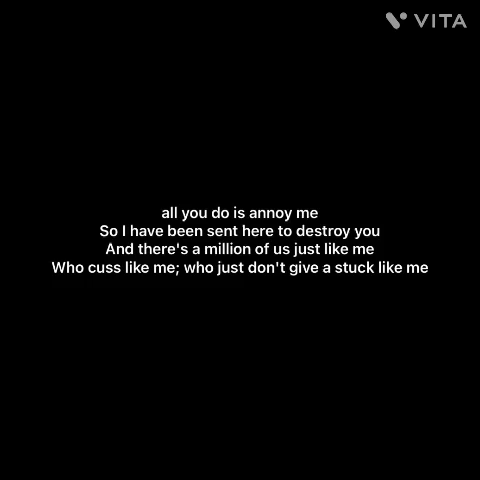 VITA
all you do is annoy me
So I have been sent here to destroy you
And there's a million of us just like me
Who cuss like me; who just don't give a stuck like me